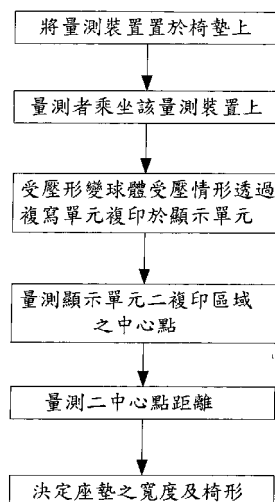 將量測裝置置於椅墊上
量測者乘坐該量測裝置上
受壓形變球體受壓情形透過
複寫單元複印於顯示單元
量測顯示單元二複印區域
之中心點
量測二中心點距離
決定座墊之寬度及椅形